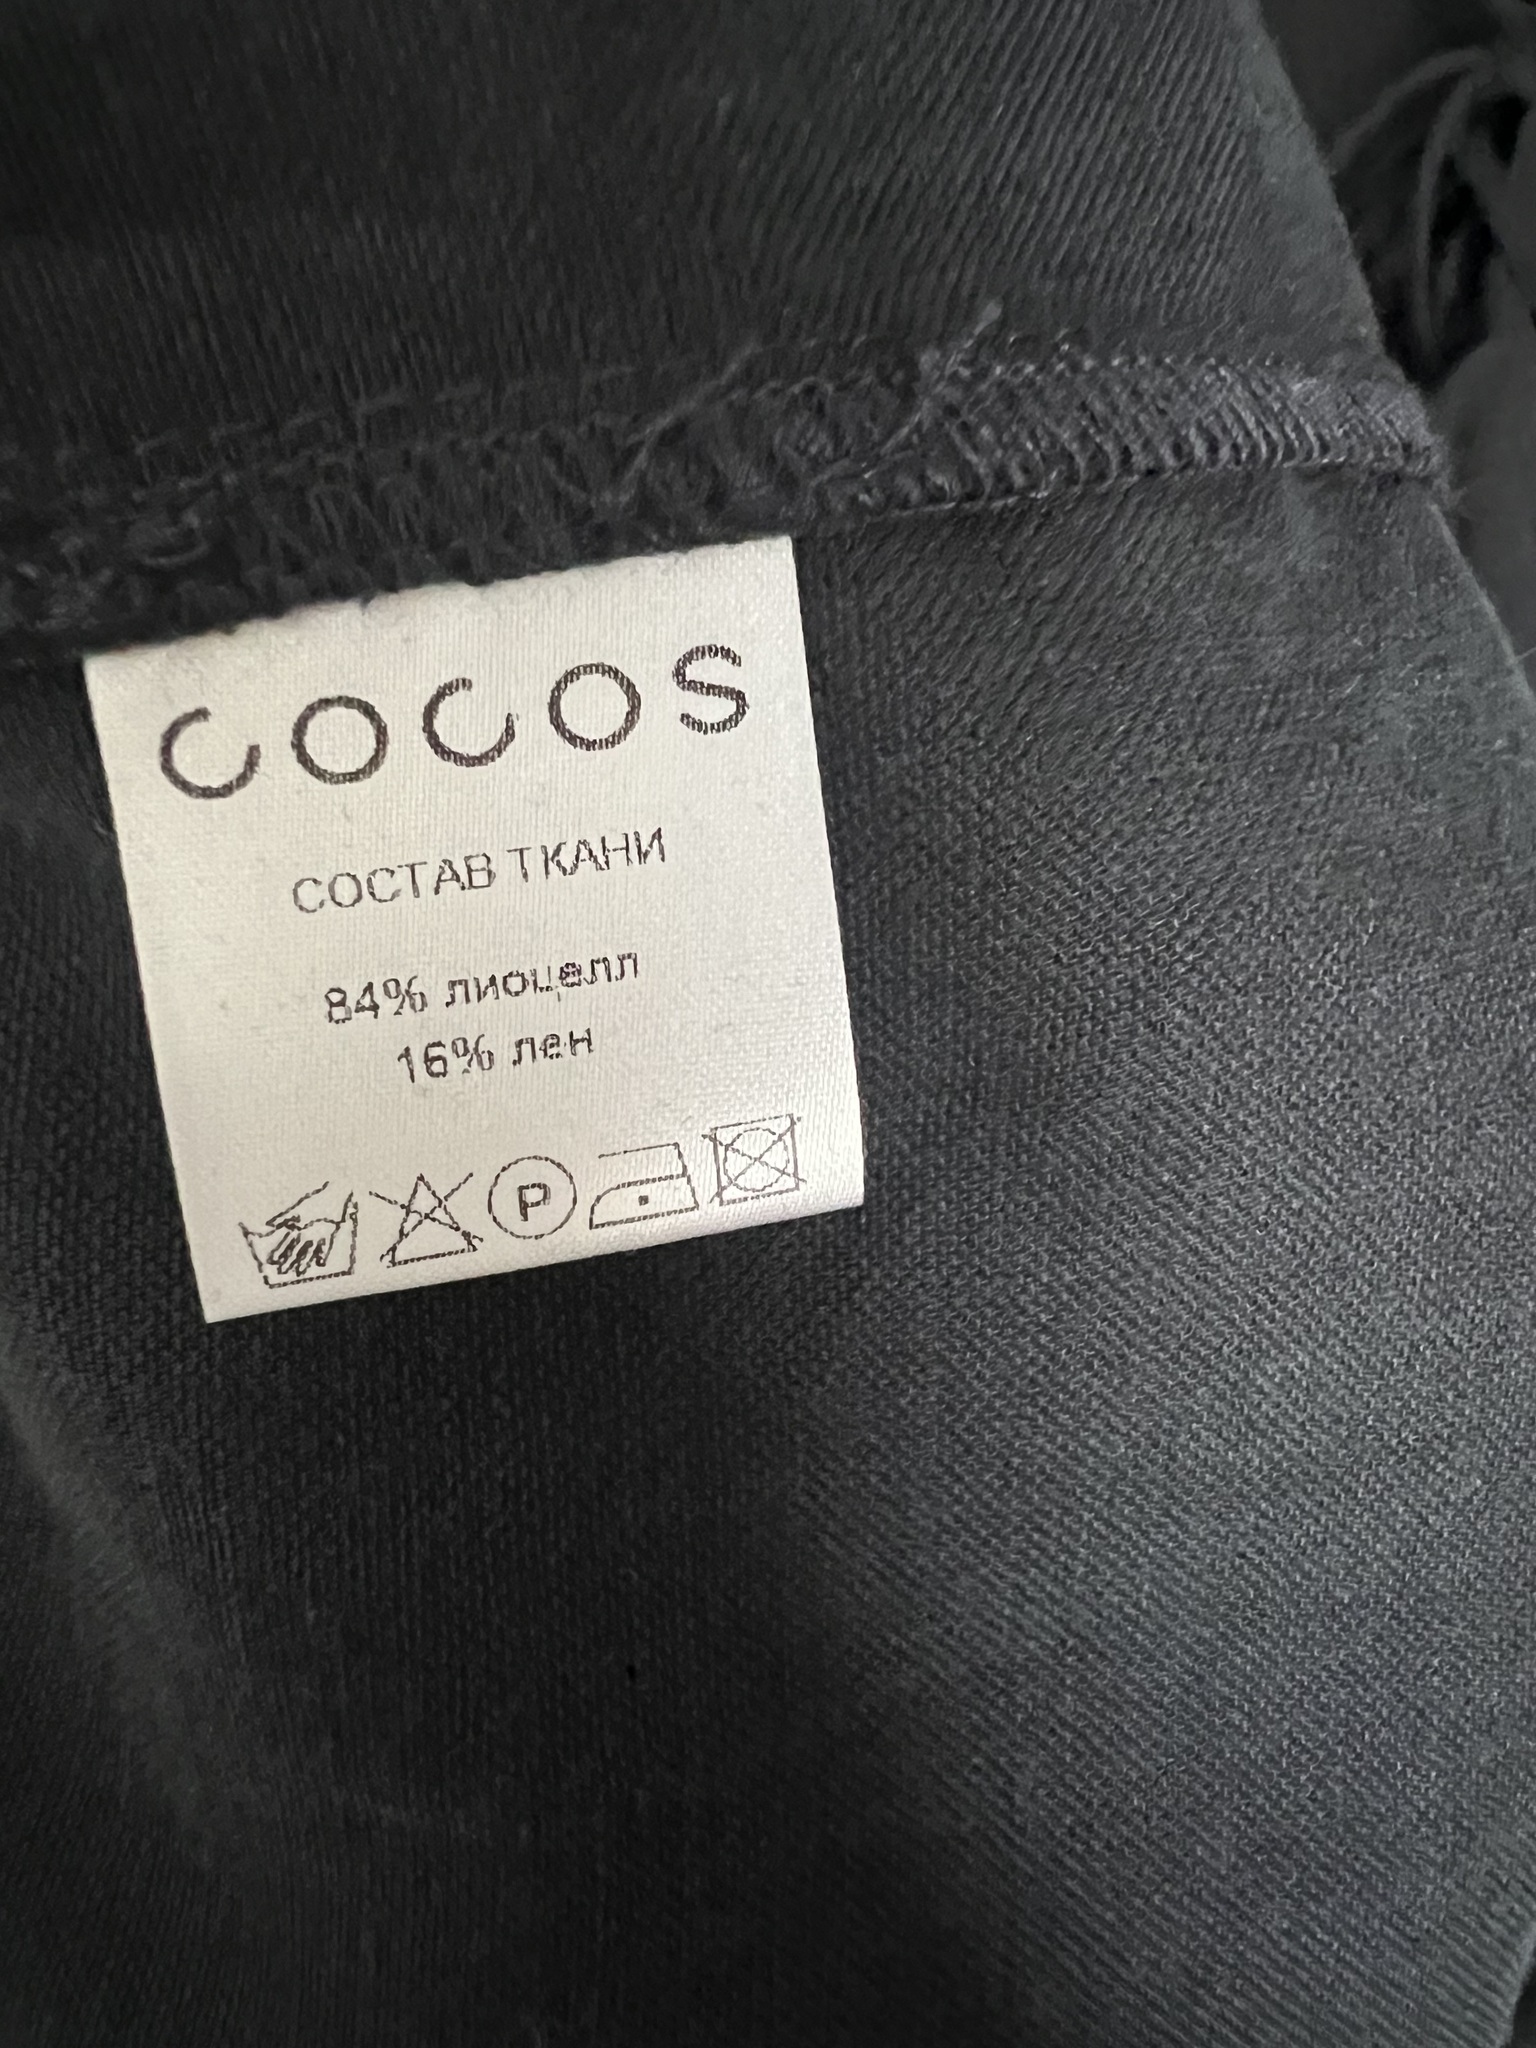 COCOS
СОСТАВ ТКАНИ
84% лиоцелл
16% лен
P